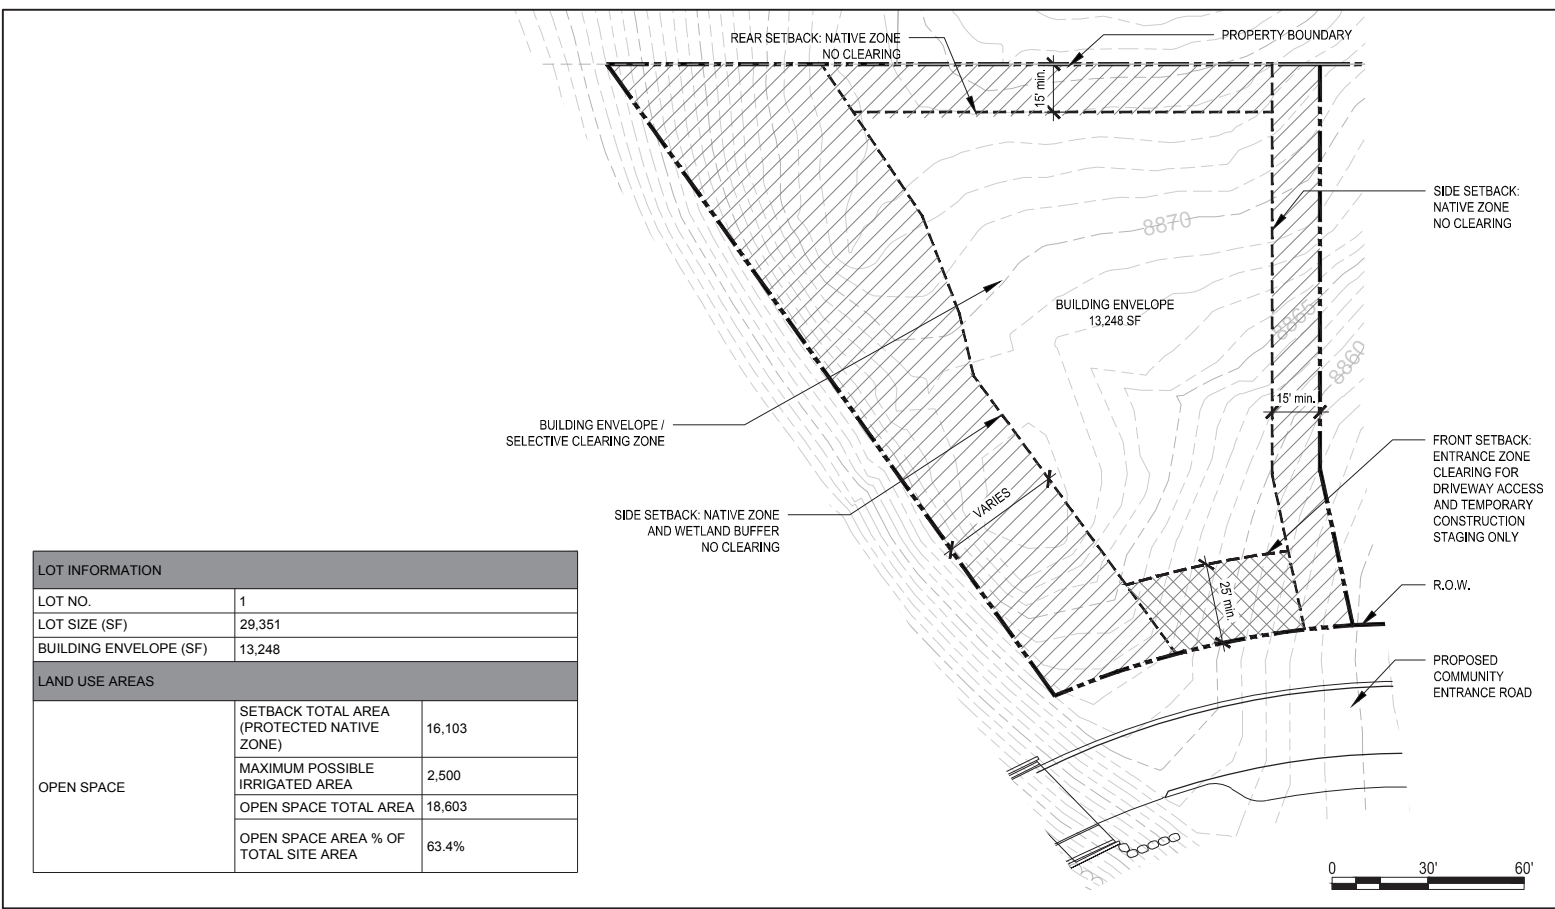 REAR SETBACK: NATIVE ZONE
NO CLEARING
PROPERTY BOUNDARY
15' min.
SIDE SETBACK:
NATIVE ZONE
NO CLEARING
8870
BUILDING ENVELOPE
13,248 SF
8865
8860
15' min.
BUILDING ENVELOPE /
SELECTIVE CLEARING ZONE
FRONT SETBACK:
ENTRANCE ZONE
CLEARING FOR
DRIVEWAY ACCESS
AND TEMPORARY
CONSTRUCTION
STAGING ONLY
VARIES
SIDE SETBACK: NATIVE ZONE
AND WETLAND BUFFER
NO CLEARING
25' min.
R.O.W.
PROPOSED
COMMUNITY
ENTRANCE ROAD
LOT INFORMATION
LOT NO. 1
LOT SIZE (SF) 29,351
BUILDING ENVELOPE (SF) 13,248
LAND USE AREAS
OPEN SPACE
SETBACK TOTAL AREA
(PROTECTED NATIVE
ZONE)
16,103
MAXIMUM POSSIBLE
IRRIGATED AREA
2,500
OPEN SPACE TOTAL AREA 18,603
OPEN SPACE AREA % OF
TOTAL SITE AREA
63.4%
0 30' 60'